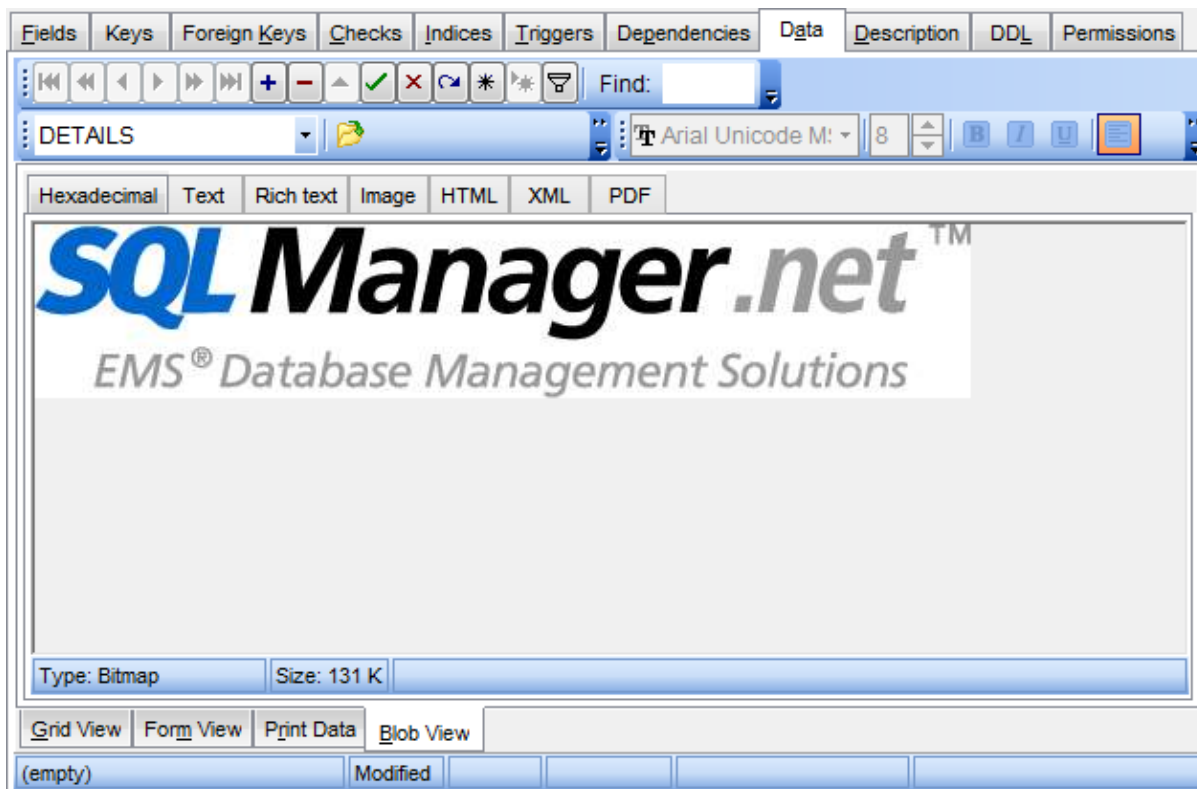 Fields Keys Foreign Keys Checks Indices Triggers Dependencies Data Description DDL Permissions
Find:
DETAILS Arial Unicode M 8 B I U
Hexadecimal Text Rich text Image HTML XML PDF
SQL Manager.net™
EMS® Database Management Solutions
Type: Bitmap Size: 131 K
Grid View Form View Print Data Blob View
(empty) Modified